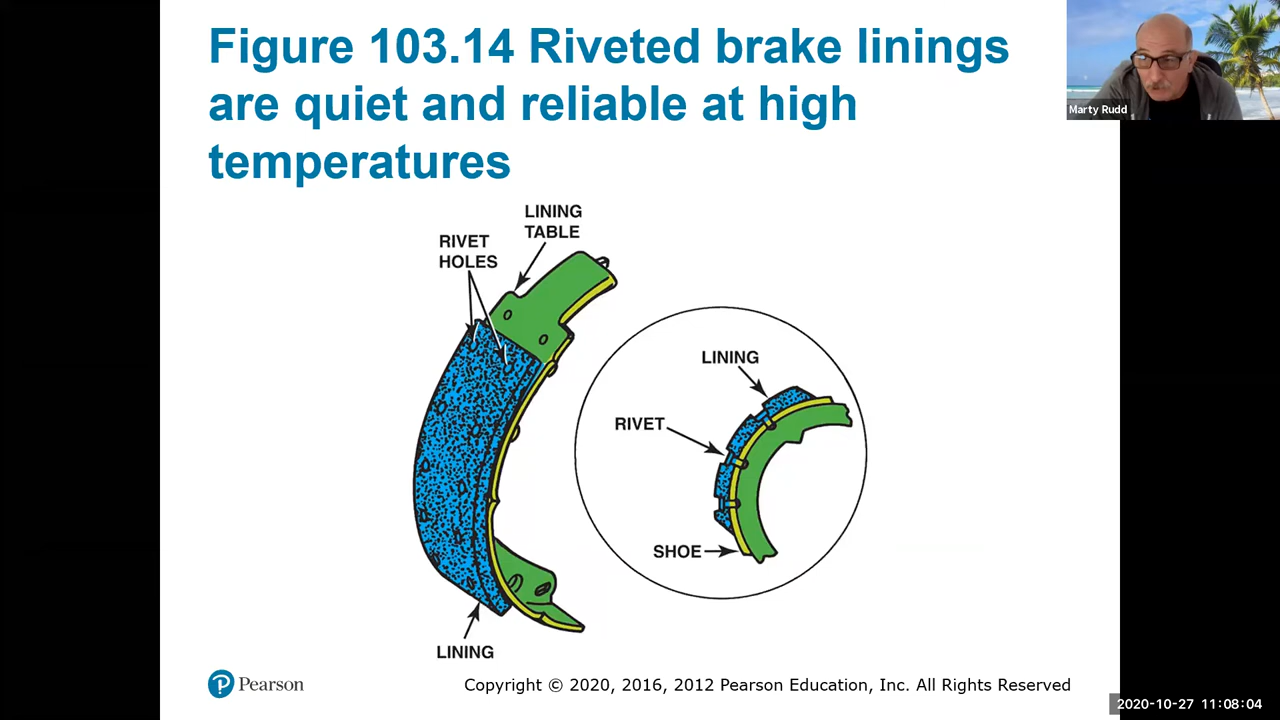 Figure 103.14 Riveted brake linings
are quiet and reliable at high
temperatures
Marty Rudd
LINING
TABLE
RIVET
HOLES
LINING
RIVET
SHOE
LINING
Pearson
Copyright © 2020, 2016, 2012 Pearson Education, Inc. All Rights Reserved
2020-10-27 11:08:04